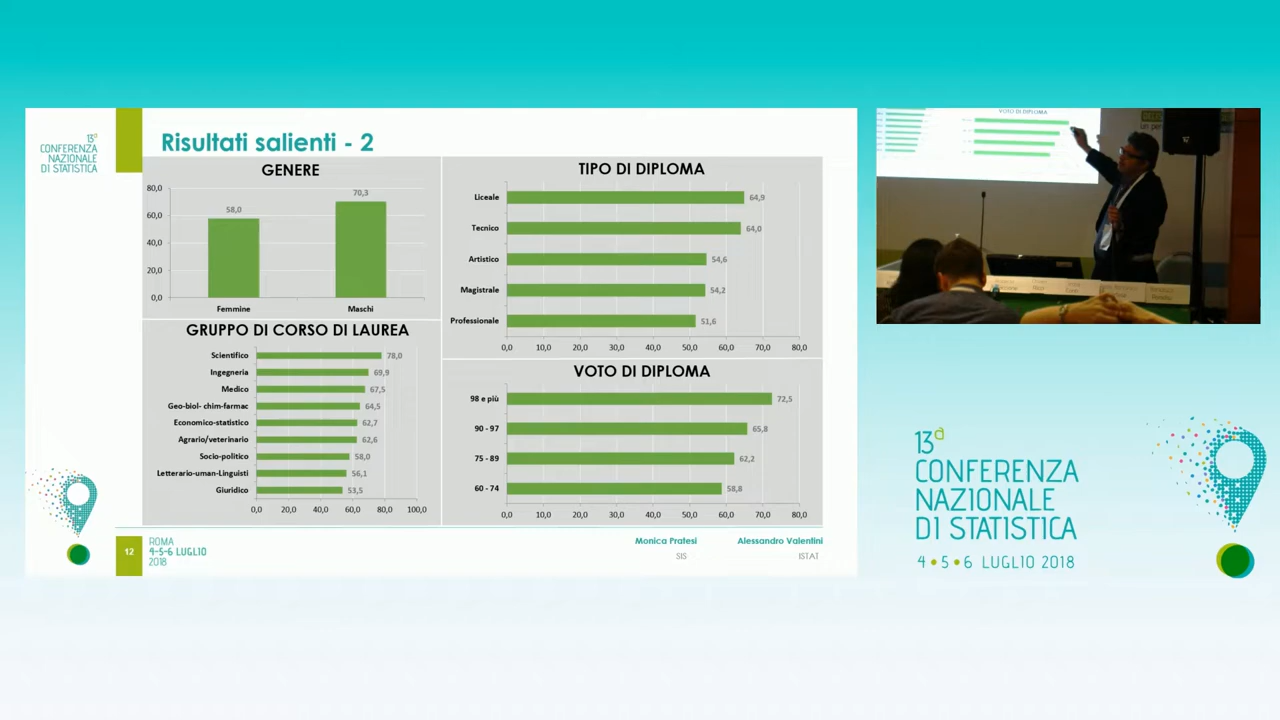 13ª
CONFERENZA
NAZIONALE
DI STATISTICA
Risultati salienti - 2
GENERE
80,0
60,0
40,0
20,0
0,0
58,0
70,3
Femmine
Maschi
TIPO DI DIPLOMA
Liceale 64,9
Tecnico 64,0
Artistico 54,6
Magistrale 54,2
Professionale 51,6
0,0 10,0 20,0 30,0 40,0 50,0 60,0 70,0 80,0
GRUPPO DI CORSO DI LAUREA
Scientifico 78,0
Ingegneria 69,9
Medico 67,5
Geo-biol- chim-farmac 64,5
Economico-statistico 62,7
Agrario/veterinario 62,6
Socio-politico 58,0
Letterario-uman-Linguisti 56,1
Giuridico 53,5
0,0 20,0 40,0 60,0 80,0 100,0
VOTO DI DIPLOMA
98 e più 72,5
90 - 97 65,8
75 - 89 62,2
60 - 74 58,8
0,0 10,0 20,0 30,0 40,0 50,0 60,0 70,0 80,0
12
ROMA
4-5-6 LUGLIO
2018
Monica Pratesi
SIS
Alessandro Valentini
ISTAT
VOTO DI DIPLOMA
13ª
CONFERENZA
NAZIONALE
DI STATISTICA
4 • 5 • 6 LUGLIO 2018